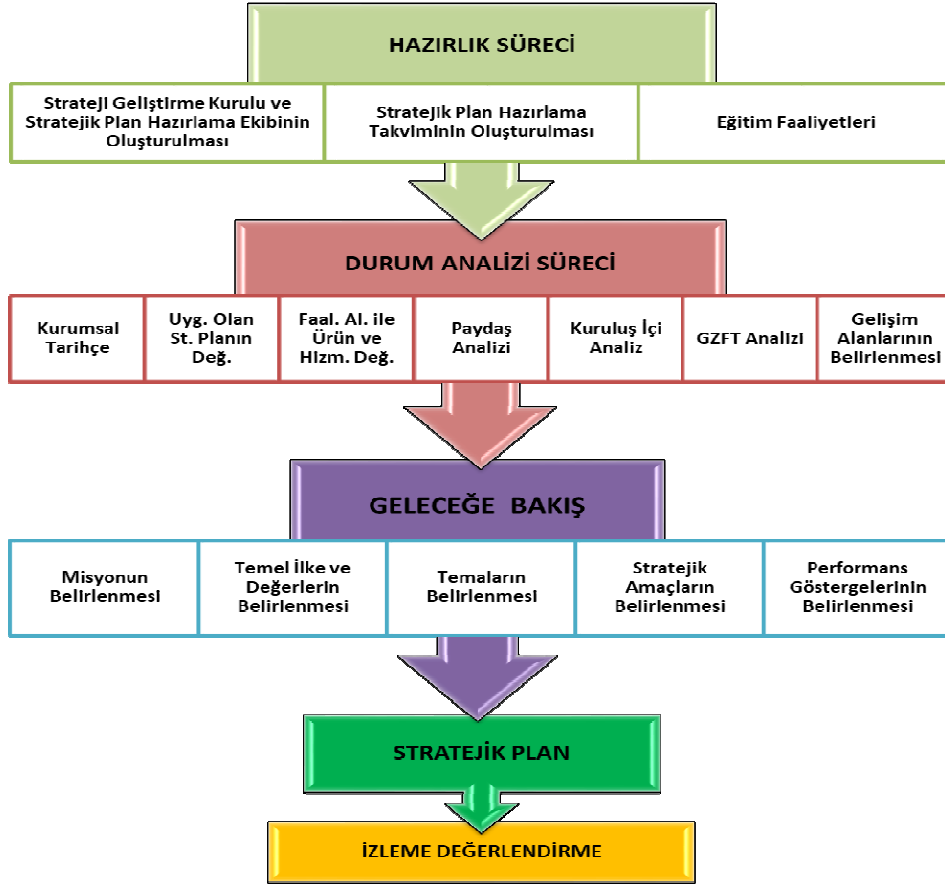 HAZIRLIK SÜRECİ
Strateji Geliştirme Kurulu ve
Stratejik Plan Hazırlama Ekibinin
Oluşturulması
Stratejik Plan Hazırlama
Takviminin Oluşturulması
Eğitim Faaliyetleri
DURUM ANALİZİ SÜRECİ
Kurumsal
Tarihçe
Uyg. Olan
St. Planın
Değ.
Faal. Al. ile
Ürün ve
Hizm. Değ.
Paydaş
Analizi
Kuruluş İçi
Analiz
GZFT Analizi
Gelişim
Alanlarının
Belirlenmesi
GELECEĞE BAKIŞ
Misyonun
Belirlenmesi
Temel İlke ve
Değerlerin
Belirlenmesi
Temaların
Belirlenmesi
Stratejik
Amaçların
Belirlenmesi
Performans
Göstergelerinin
Belirlenmesi
STRATEJİK PLAN
İZLEME DEĞERLENDİRME